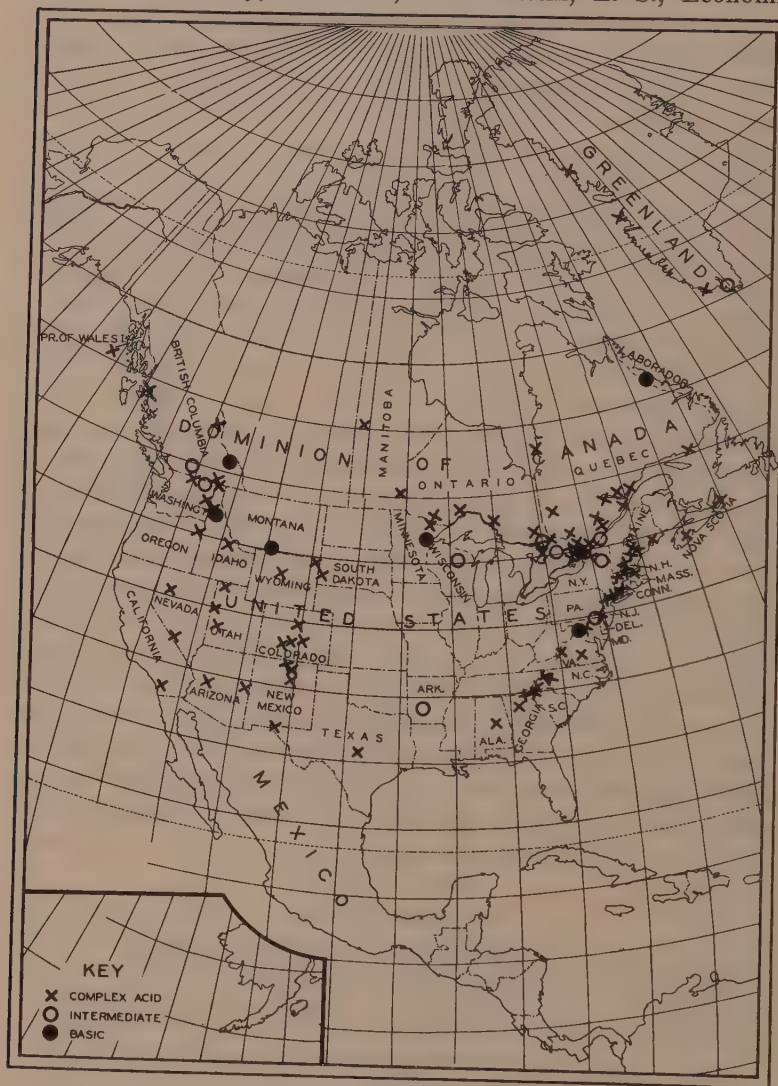 GREENLAND
PR. OF WALES I.
BRITISH COLUMBIA
LABORADOR
DOMINION OF CANADA
MANITOBA
ONTARIO
QUEBEC
NOVA SCOTIA
MAINE
WASHINGT
MONTANA
MINNESOTA
WISCONSIN
OREGON
IDAHO
WYOMING
SOUTH
DAKOTA
N.Y.
N.H.
MASS.
CONN.
NEVADA
UNITED STATES
PA.
N.J.
DEL.
MD.
CALIFORNIA
UTAH
COLORADO
VA.
N.C.
ARIZONA
NEW
MEXICO
ARK.
S.C.
GEORGIA
TEXAS
ALA.
MEXICO
KEY
COMPLEX ACID
INTERMEDIATE
BASIC